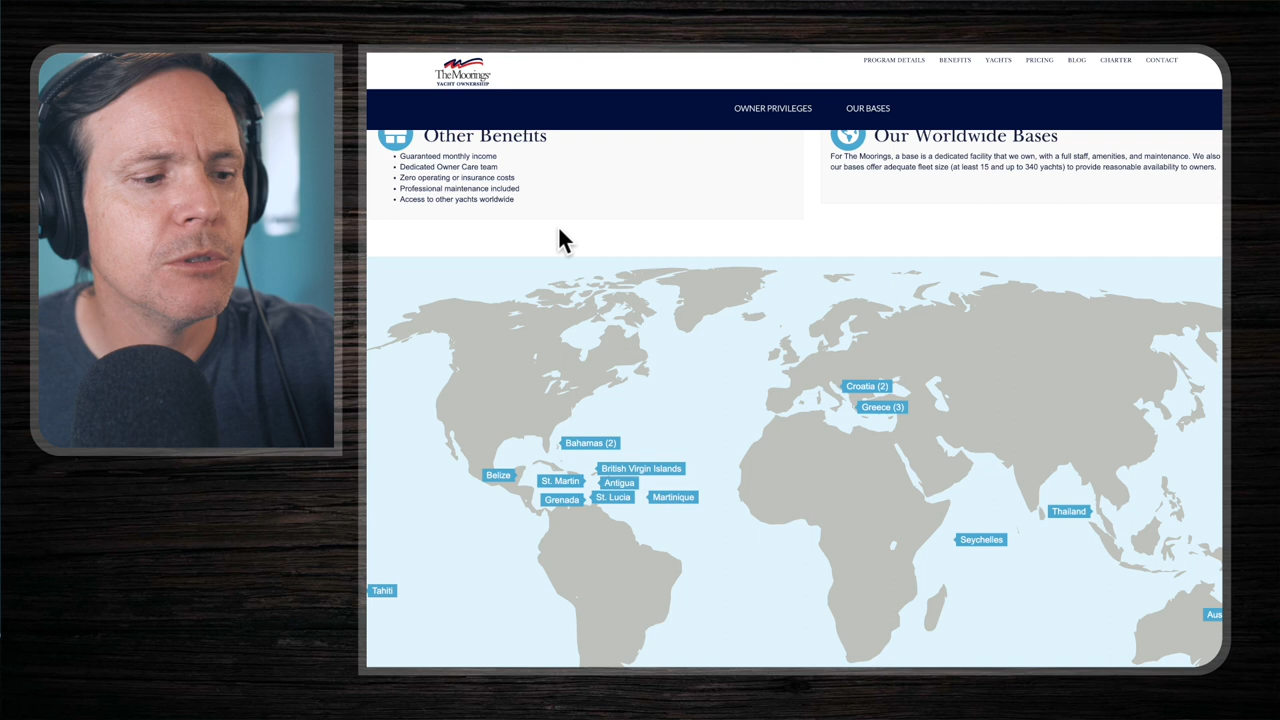 The Moorings
YACHT OWNERSHIP
PROGRAM DETAILS BENEFITS YACHTS PRICING BLOG CHARTER CONTACT
OWNER PRIVILEGES OUR BASES
Other Benefits
• Guaranteed monthly income
• Dedicated Owner Care team
• Zero operating or insurance costs
• Professional maintenance included
• Access to other yachts worldwide
Our Worldwide Bases
For The Moorings, a base is a dedicated facility that we own, with a full staff, amenities, and maintenance. We also
our bases offer adequate fleet size (at least 15 and up to 340 yachts) to provide reasonable availability to owners.
Croatia (2)
Greece (3)
Bahamas (2)
British Virgin Islands
Belize
St. Martin
Antigua
Grenada
St. Lucia
Martinique
Thailand
Seychelles
Tahiti
Aus